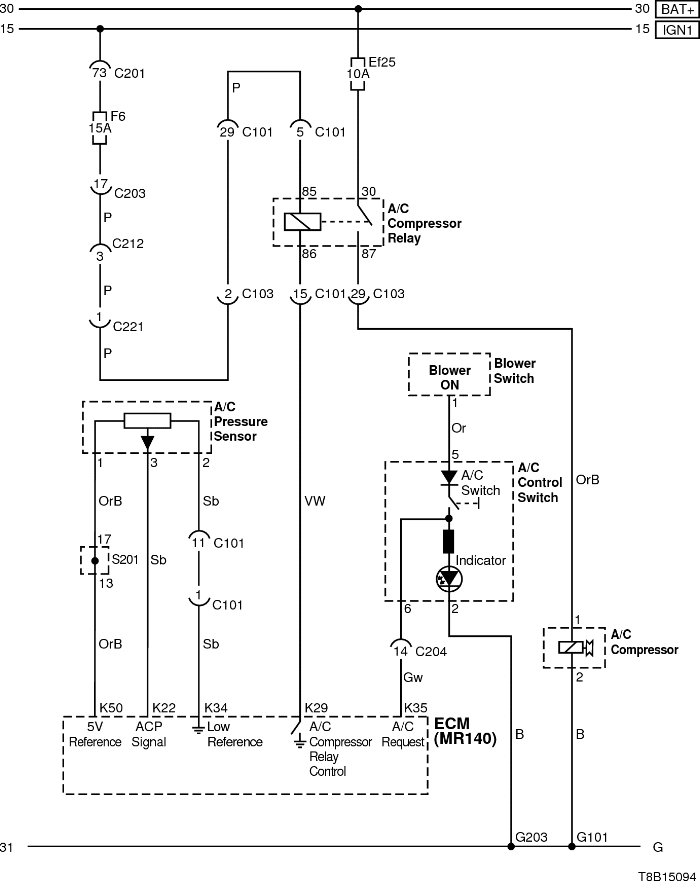 30
30
BAT+
15
15
IGN1
73
C201
Ef25
10A
P
F6
15A
29
C101
5
C101
17
C203
85
30
A/C
Compressor
Relay
P
C212
3
86
87
P
2
C103
15
C101
29
C103
1
C221
P
Blower
ON
Blower
Switch
1
A/C
Pressure
Sensor
Or
1
3
2
5
A/C
Switch
A/C
Control
Switch
OrB
OrB
Sb
VW
17
S201
Sb
11
C101
Indicator
13
1
C101
6
2
1
A/C
Compressor
OrB
Sb
14
C204
2
Gw
K50
K22
K34
K29
K35
ECM
(MR140)
5V
Reference
ACP
Signal
Low
Reference
A/C
Compressor
Relay
Control
A/C
Request
B
B
31
G203
G101
G
T8B15094